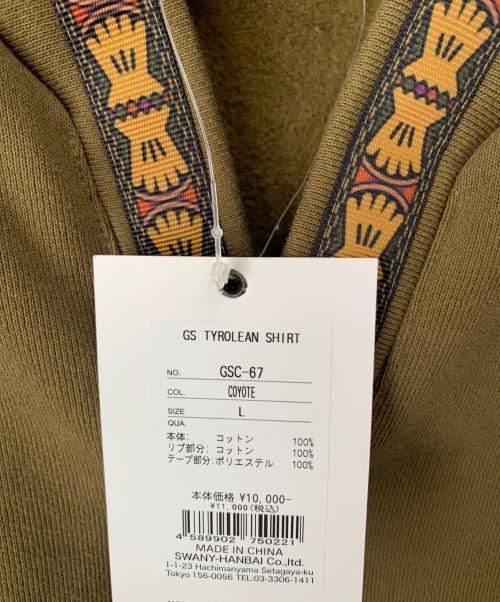 GS TYROLEAN SHIRT
NO. GSC-67
COL. COYOTE
SIZE L
QUA.
本体: コットン 100%
リブ部分: コットン 100%
テープ部分:ポリエステル 100%
本体価格 ¥10,000-
¥11,000(税込)
4 589902 750221
MADE IN CHINA
SWANY-HANBAI Co.,ltd
1-1-23 Hachimanyama Setagaya-ku
Tokyo 156-0056 TEL:03-3306-1411